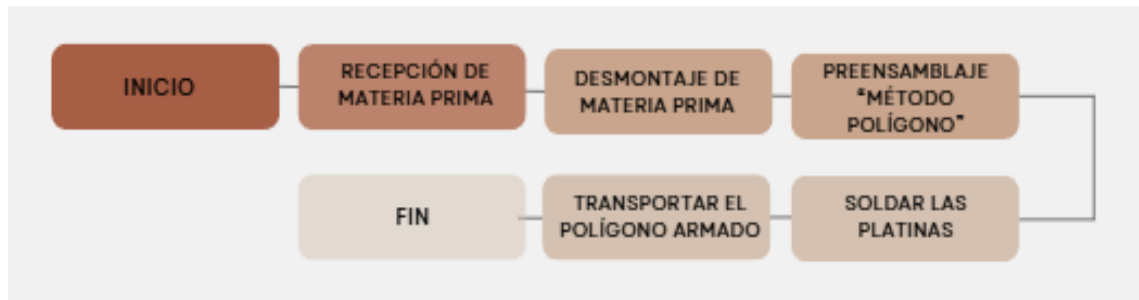 INICIO
RECEPCIÓN DE
MATERIA PRIMA
DESMONTAJE DE
MATERIA PRIMA
PREENSAMBLAJE
“MÉTODO
POLÍGONO”
SOLDAR LAS
PLATINAS
TRANSPORTAR EL
POLÍGONO ARMADO
FIN